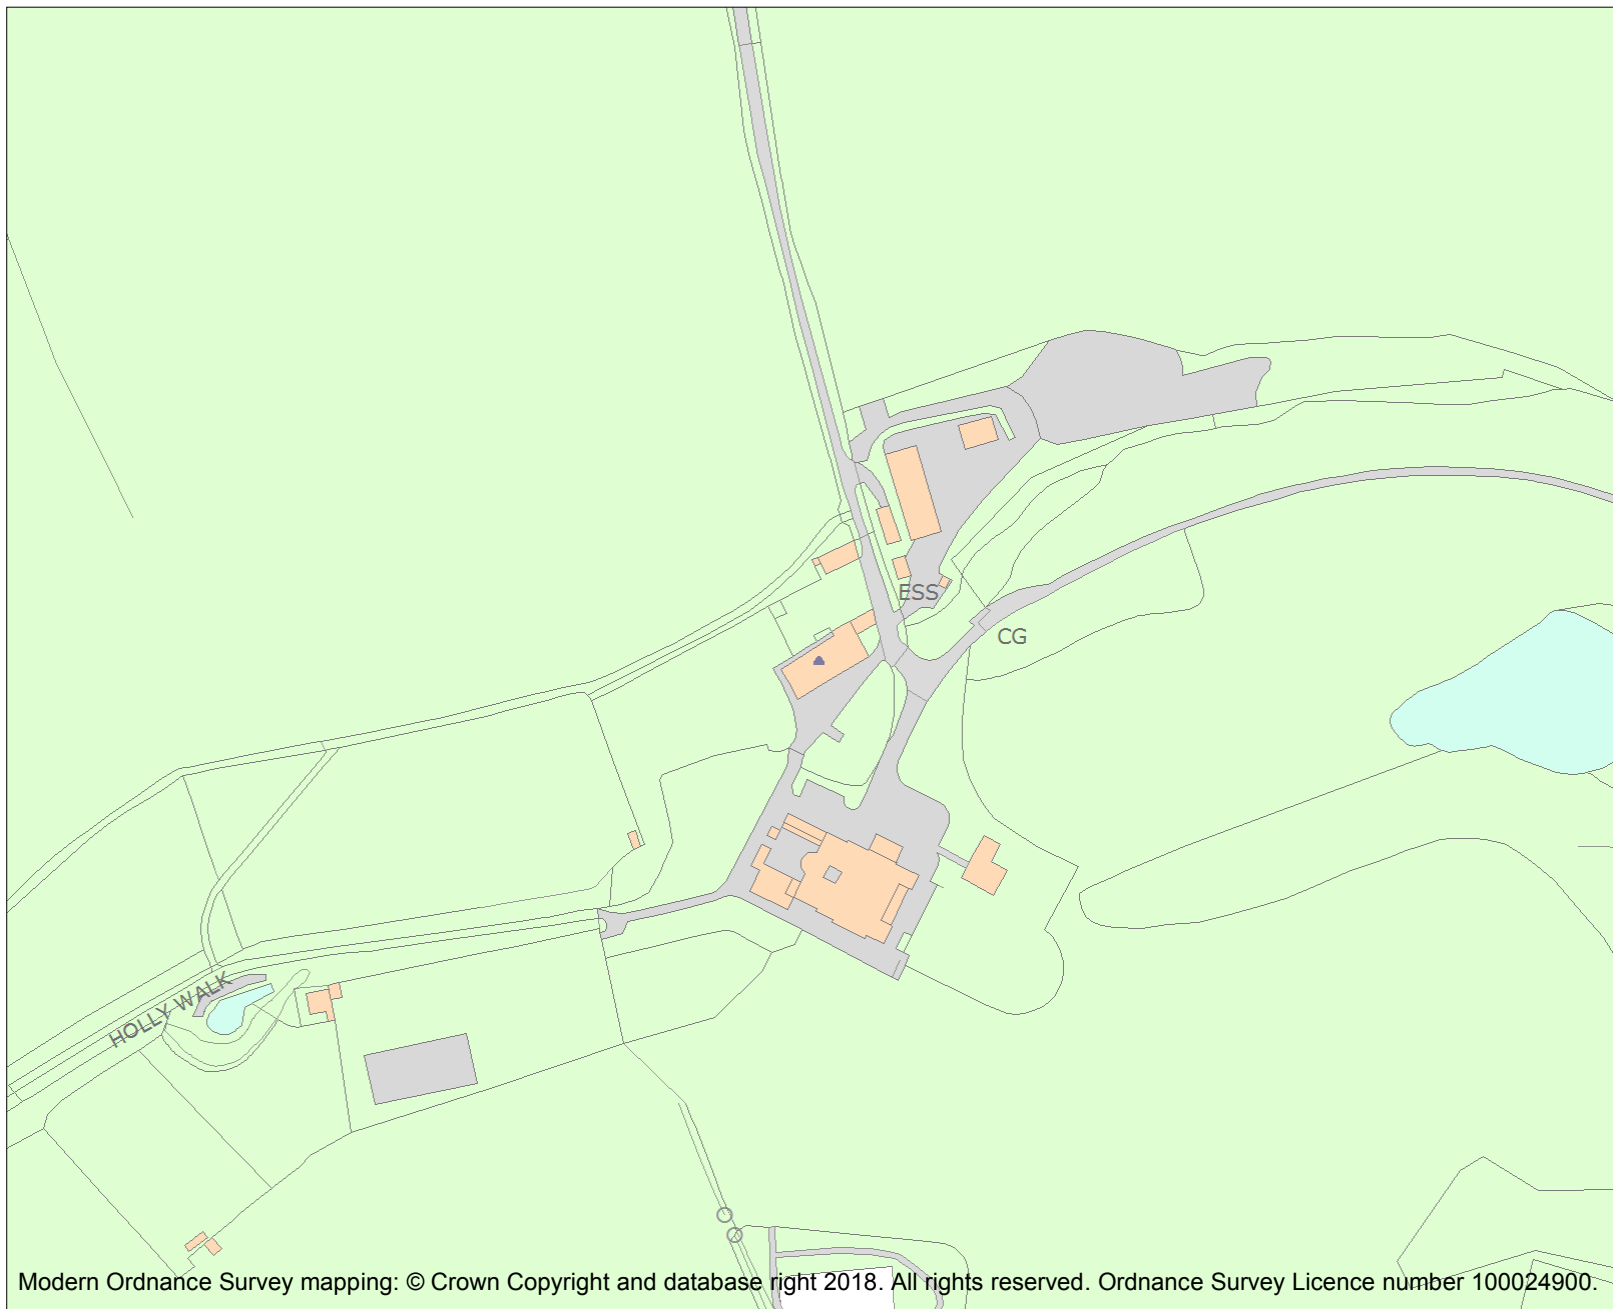 ESS
CG
HOLLY WALK
Modern Ordnance Survey mapping: © Crown Copyright and database right 2018. All rights reserved. Ordnance Survey Licence number 100024900.